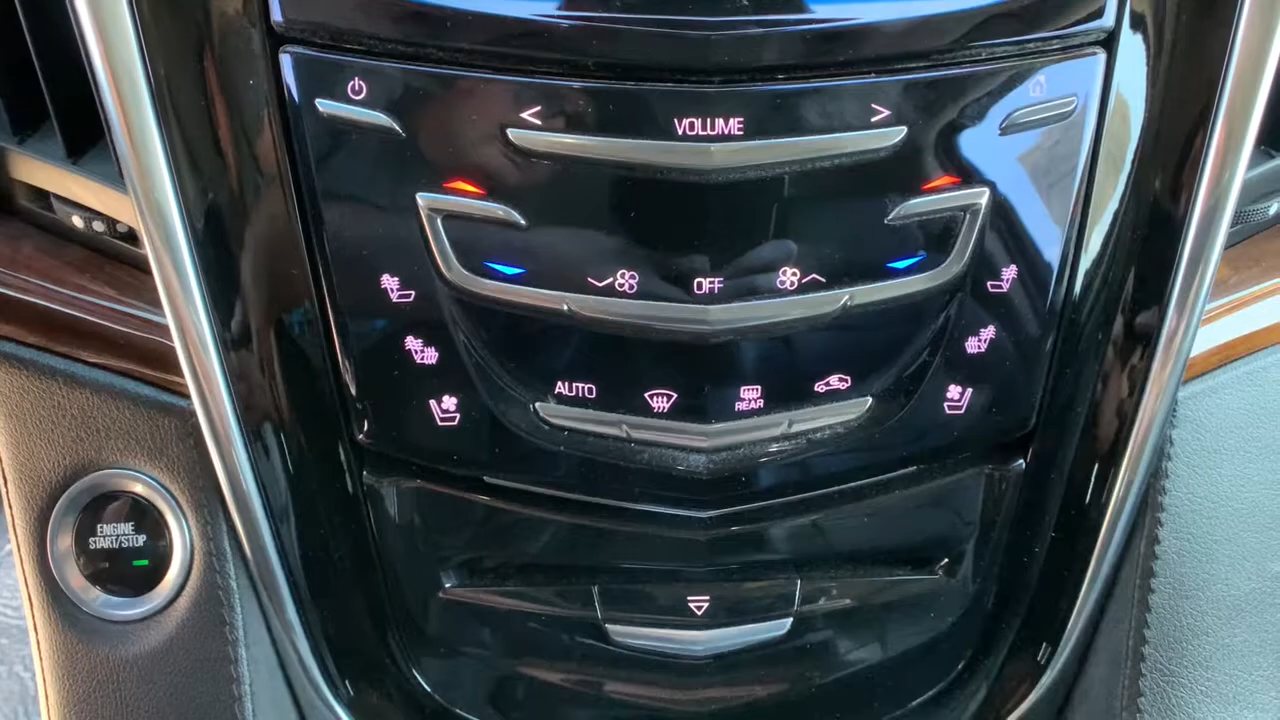 < VOLUME >
OFF
AUTO
REAR
ENGINE
START/STOP